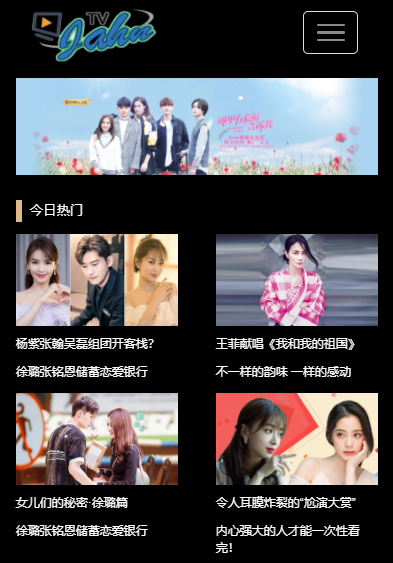 TV
Jahn
今日热门
杨紫张翰吴磊组团开客栈?
王菲献唱《我和我的祖国》
徐璐张铭恩储蓄恋爱银行
不一样的韵味 一样的感动
女儿们的秘密·徐璐篇
令人耳膜炸裂的“尬演大赏”
徐璐张铭恩储蓄恋爱银行
内心强大的人才能一次性看
完!